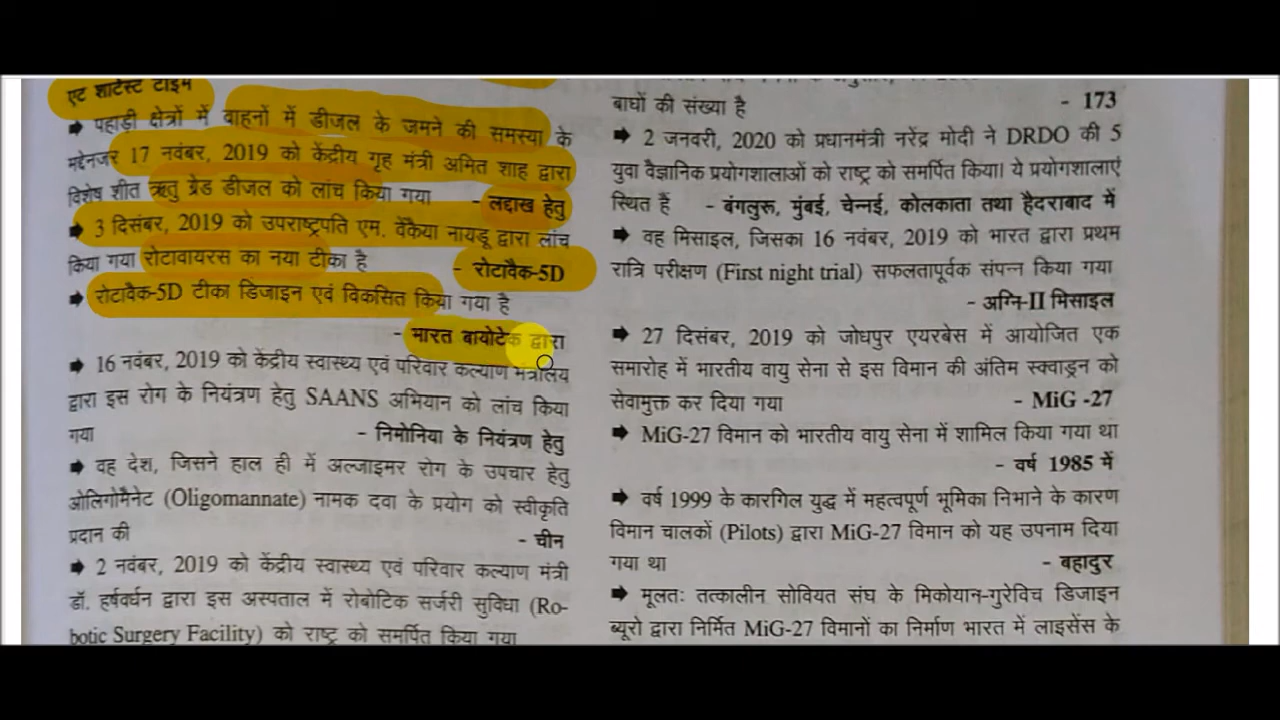 एट शार्टेस्ट टाइम
➡ पहाड़ी क्षेत्रों में वाहनों में डीजल के जमने की समस्या के
मद्देनजर 17 नवंबर, 2019 को केंद्रीय गृह मंत्री अमित शाह द्वारा
विशेष शीत ऋतु ग्रेड डीजल को लांच किया गया - लद्दाख हेतु
➡ 3 दिसंबर, 2019 को उपराष्ट्रपति एम. वेंकैया नायडू द्वारा लांच
किया गया रोटावायरस का नया टीका है - रोटावैक-5D
➡ रोटावैक-5D टीका डिजाइन एवं विकसित किया गया है
- भारत बायोटेक द्वारा
➡ 16 नवंबर, 2019 को केंद्रीय स्वास्थ्य एवं परिवार कल्याण मंत्रालय
द्वारा इस रोग के नियंत्रण हेतु SAANS अभियान को लांच किया
गया - निमोनिया के नियंत्रण हेतु
➡ वह देश, जिसने हाल ही में अल्जाइमर रोग के उपचार हेतु
ओलिगोमैनेट (Oligomannate) नामक दवा के प्रयोग को स्वीकृति
प्रदान की - चीन
➡ 2 नवंबर, 2019 को केंद्रीय स्वास्थ्य एवं परिवार कल्याण मंत्री
डॉ. हर्षवर्धन द्वारा इस अस्पताल में रोबोटिक सर्जरी सुविधा (Ro-
botic Surgery Facility) को राष्ट्र को समर्पित किया गया
बाघों की संख्या है - 173
➡ 2 जनवरी, 2020 को प्रधानमंत्री नरेंद्र मोदी ने DRDO की 5
युवा वैज्ञानिक प्रयोगशालाओं को राष्ट्र को समर्पित किया। ये प्रयोगशालाएं
स्थित हैं - बंगलुरू, मुंबई, चेन्नई, कोलकाता तथा हैदराबाद में
➡ वह मिसाइल, जिसका 16 नवंबर, 2019 को भारत द्वारा प्रथम
रात्रि परीक्षण (First night trial) सफलतापूर्वक संपन्न किया गया
- अग्नि-II मिसाइल
➡ 27 दिसंबर, 2019 को जोधपुर एयरबेस में आयोजित एक
समारोह में भारतीय वायु सेना से इस विमान की अंतिम स्क्वाड्रन को
सेवामुक्त कर दिया गया - MiG -27
➡ MiG-27 विमान को भारतीय वायु सेना में शामिल किया गया था
- वर्ष 1985 में
➡ वर्ष 1999 के कारगिल युद्ध में महत्वपूर्ण भूमिका निभाने के कारण
विमान चालकों (Pilots) द्वारा MiG-27 विमान को यह उपनाम दिया
गया था - बहादुर
➡ मूलतः तत्कालीन सोवियत संघ के मिकोयान-गुरेविच डिजाइन
ब्यूरो द्वारा निर्मित MiG-27 विमानों का निर्माण भारत में लाइसेंस के